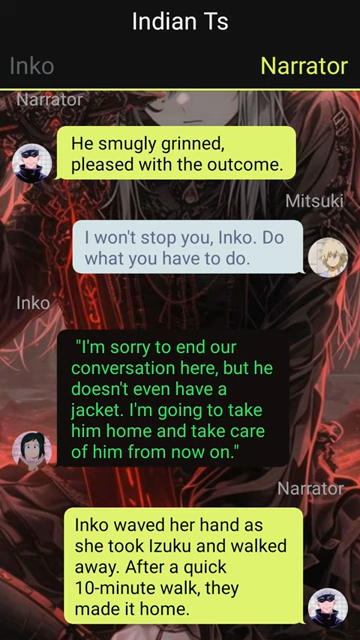 Indian Ts
Inko
Narrator
Narrator
He smugly grinned,
pleased with the outcome.
Mitsuki
I won't stop you, Inko. Do
what you have to do.
Inko
"I'm sorry to end our
conversation here, but he
doesn't even have a
jacket. I'm going to take
him home and take care
of him from now on."
Narrator
Inko waved her hand as
she took Izuku and walked
away. After a quick
10-minute walk, they
made it home.